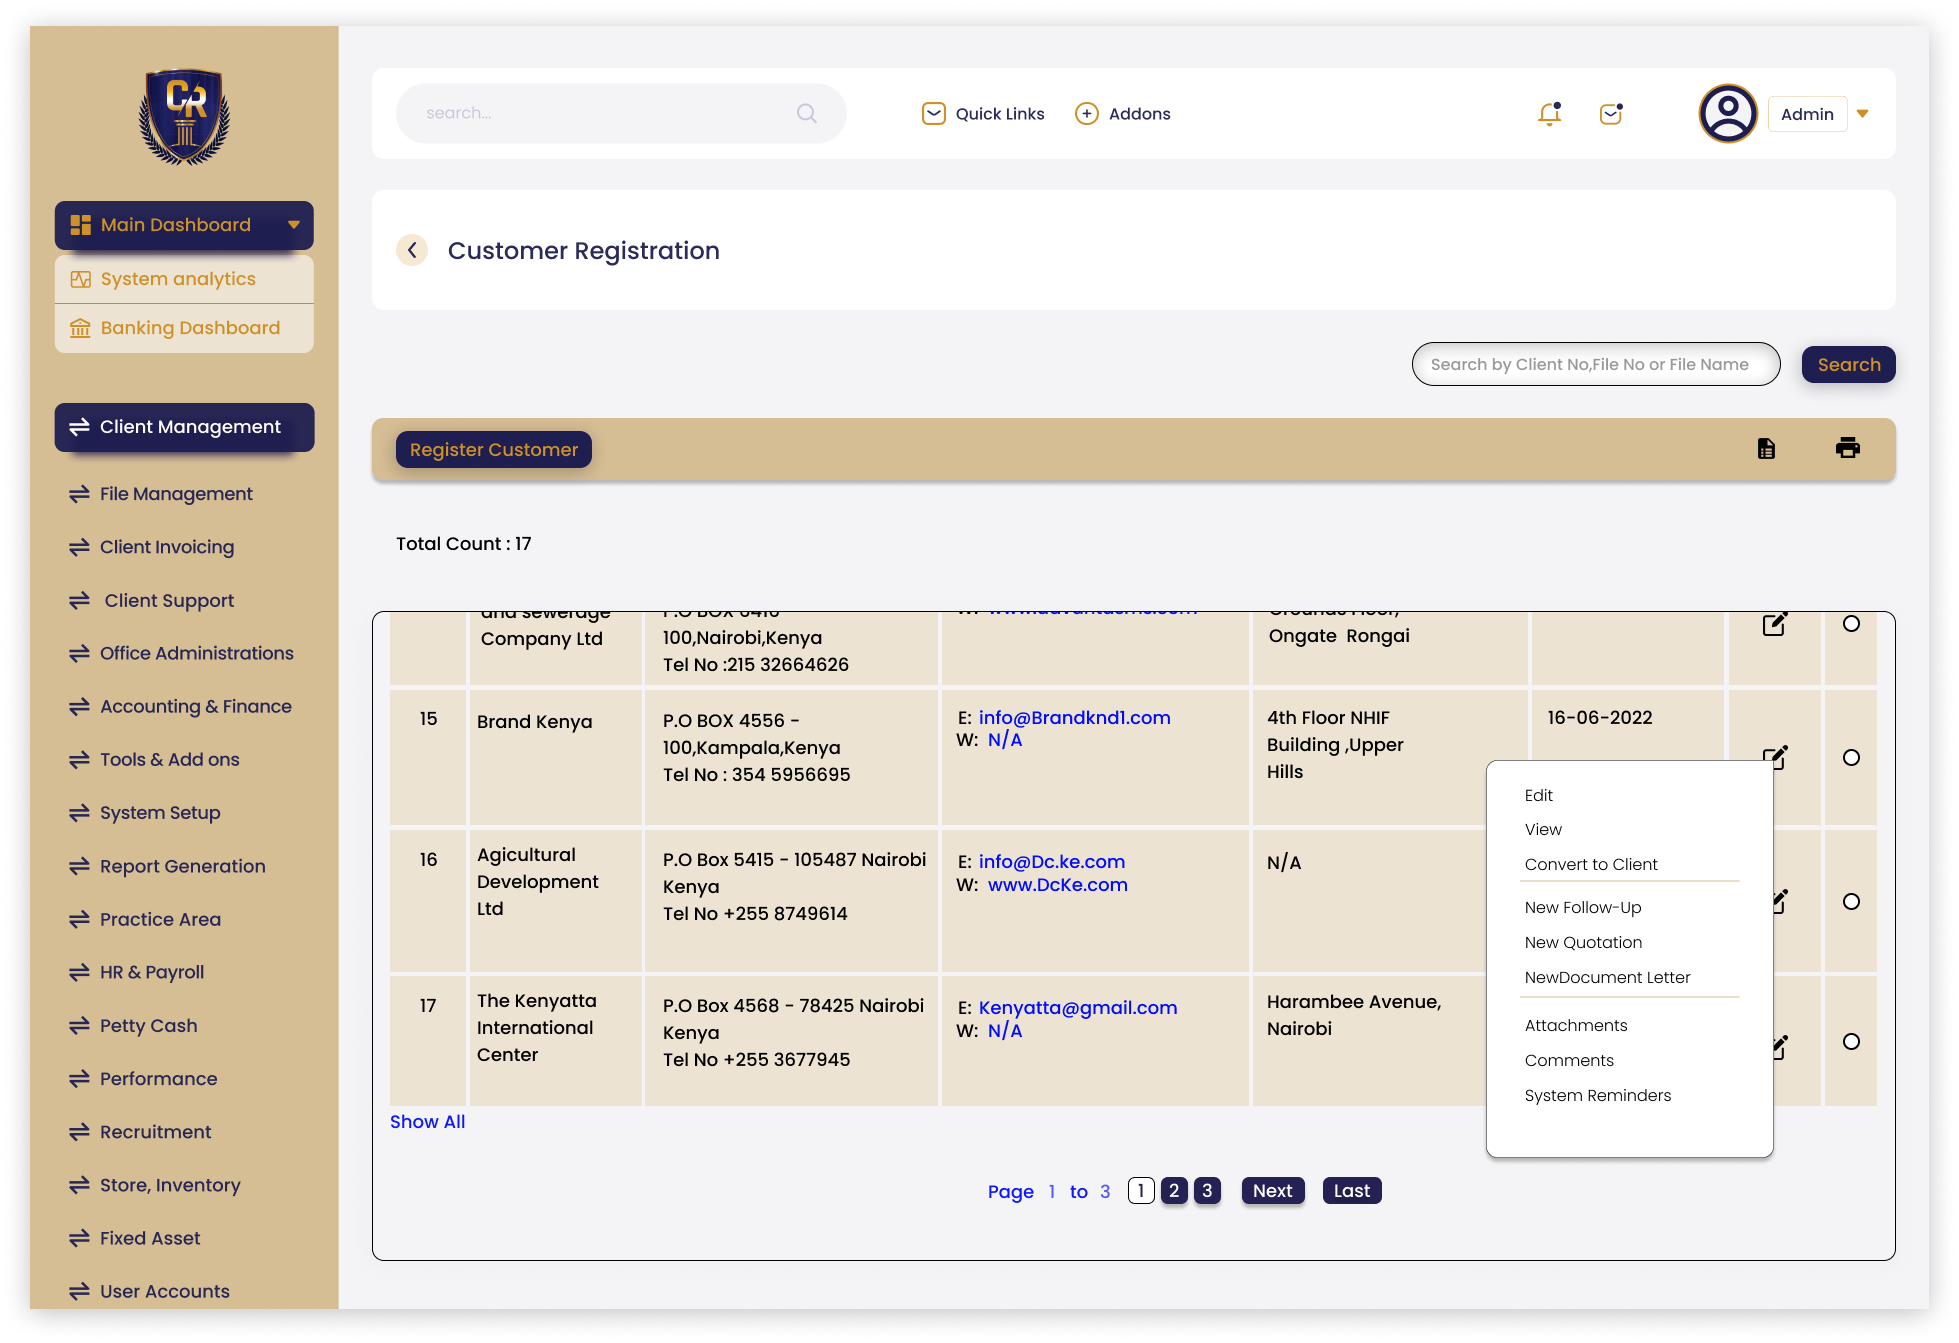 CR
search...
Quick Links
Addons
Admin
Main Dashboard
System analytics
Banking Dashboard
Client Management
File Management
Client Invoicing
Client Support
Office Administrations
Accounting & Finance
Tools & Add ons
System Setup
Report Generation
Practice Area
HR & Payroll
Petty Cash
Performance
Recruitment
Store, Inventory
Fixed Asset
User Accounts
Customer Registration
Search by Client No,File No or File Name
Search
Register Customer
Total Count : 17
and sewerage
Company Ltd
100,Nairobi,Kenya
Tel No :215 32664626
Ongate Rongai
15
Brand Kenya
P.O BOX 4556 -
100,Kampala,Kenya
Tel No : 354 5956695
E: info@Brandknd1.com
W: N/A
4th Floor NHIF
Building ,Upper
Hills
16-06-2022
16
Agicultural
Development
Ltd
P.O Box 5415 - 105487 Nairobi
Kenya
Tel No +255 8749614
E: info@Dc.ke.com
W: www.DcKe.com
N/A
17
The Kenyatta
International
Center
P.O Box 4568 - 78425 Nairobi
Kenya
Tel No +255 3677945
E: Kenyatta@gmail.com
W: N/A
Harambee Avenue,
Nairobi
Edit
View
Convert to Client
New Follow-Up
New Quotation
NewDocument Letter
Attachments
Comments
System Reminders
Show All
Page 1 to 3 1 2 3 Next Last